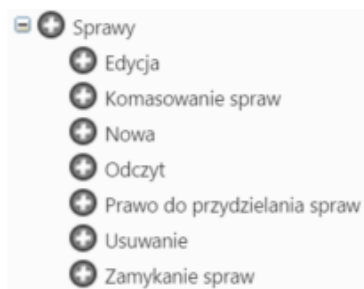 Sprawy
Edycja
Komasowanie spraw
Nowa
Odczyt
Prawo do przydzielania spraw
Usuwanie
Zamykanie spraw